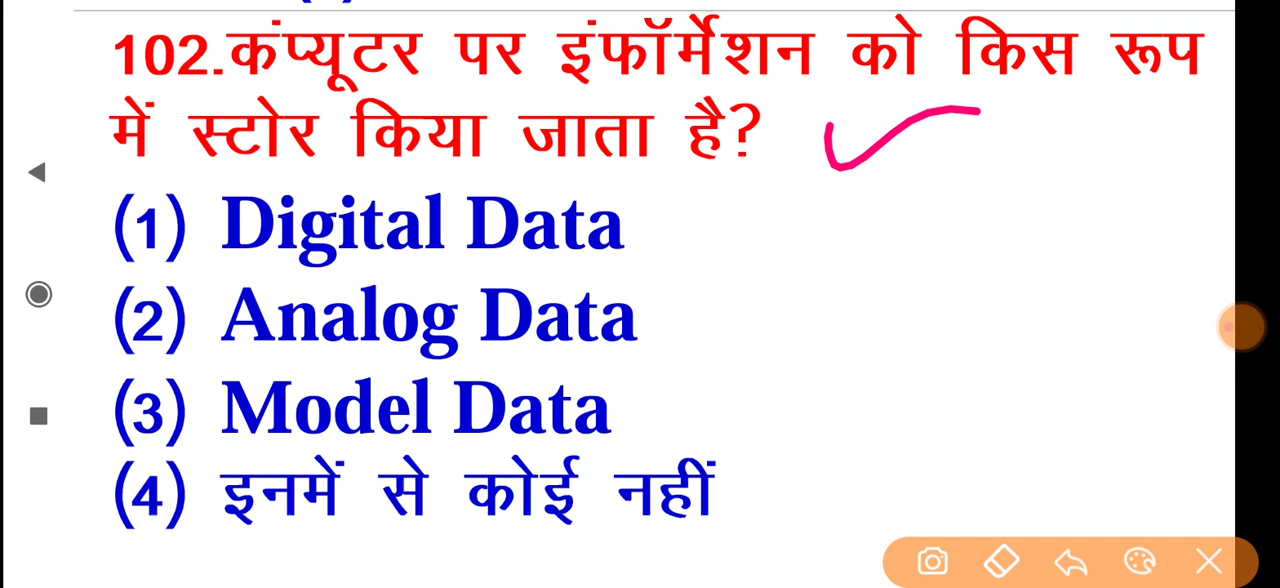 102.कंप्यूटर पर इंफॉर्मेशन को किस रूप
में स्टोर किया जाता है?
(1) Digital Data
(2) Analog Data
(3) Model Data
(4) इनमें से कोई नहीं